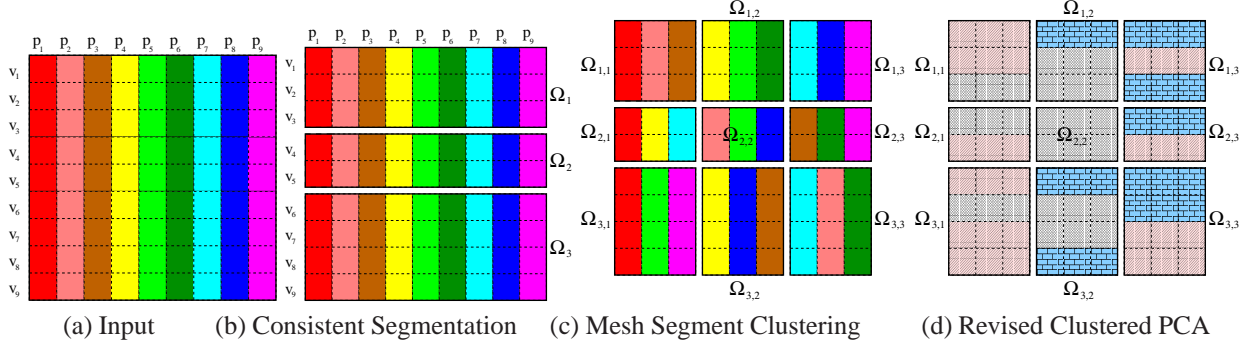 p1 p2 p3 p4 p5 p6 p7 p8 p9
v1
v2
v3
v4
v5
v6
v7
v8
v9
(a) Input
p1 p2 p3 p4 p5 p6 p7 p8 p9
v1
v2
v3
Ω1
v4
v5
Ω2
v6
v7
v8
v9
Ω3
(b) Consistent Segmentation
Ω1,2
Ω1,1
Ω1,3
Ω2,1
Ω2,2
Ω2,3
Ω3,1
Ω3,3
Ω3,2
(c) Mesh Segment Clustering
Ω1,2
Ω1,1
Ω1,3
Ω2,1
Ω2,2
Ω2,3
Ω3,1
Ω3,3
Ω3,2
(d) Revised Clustered PCA